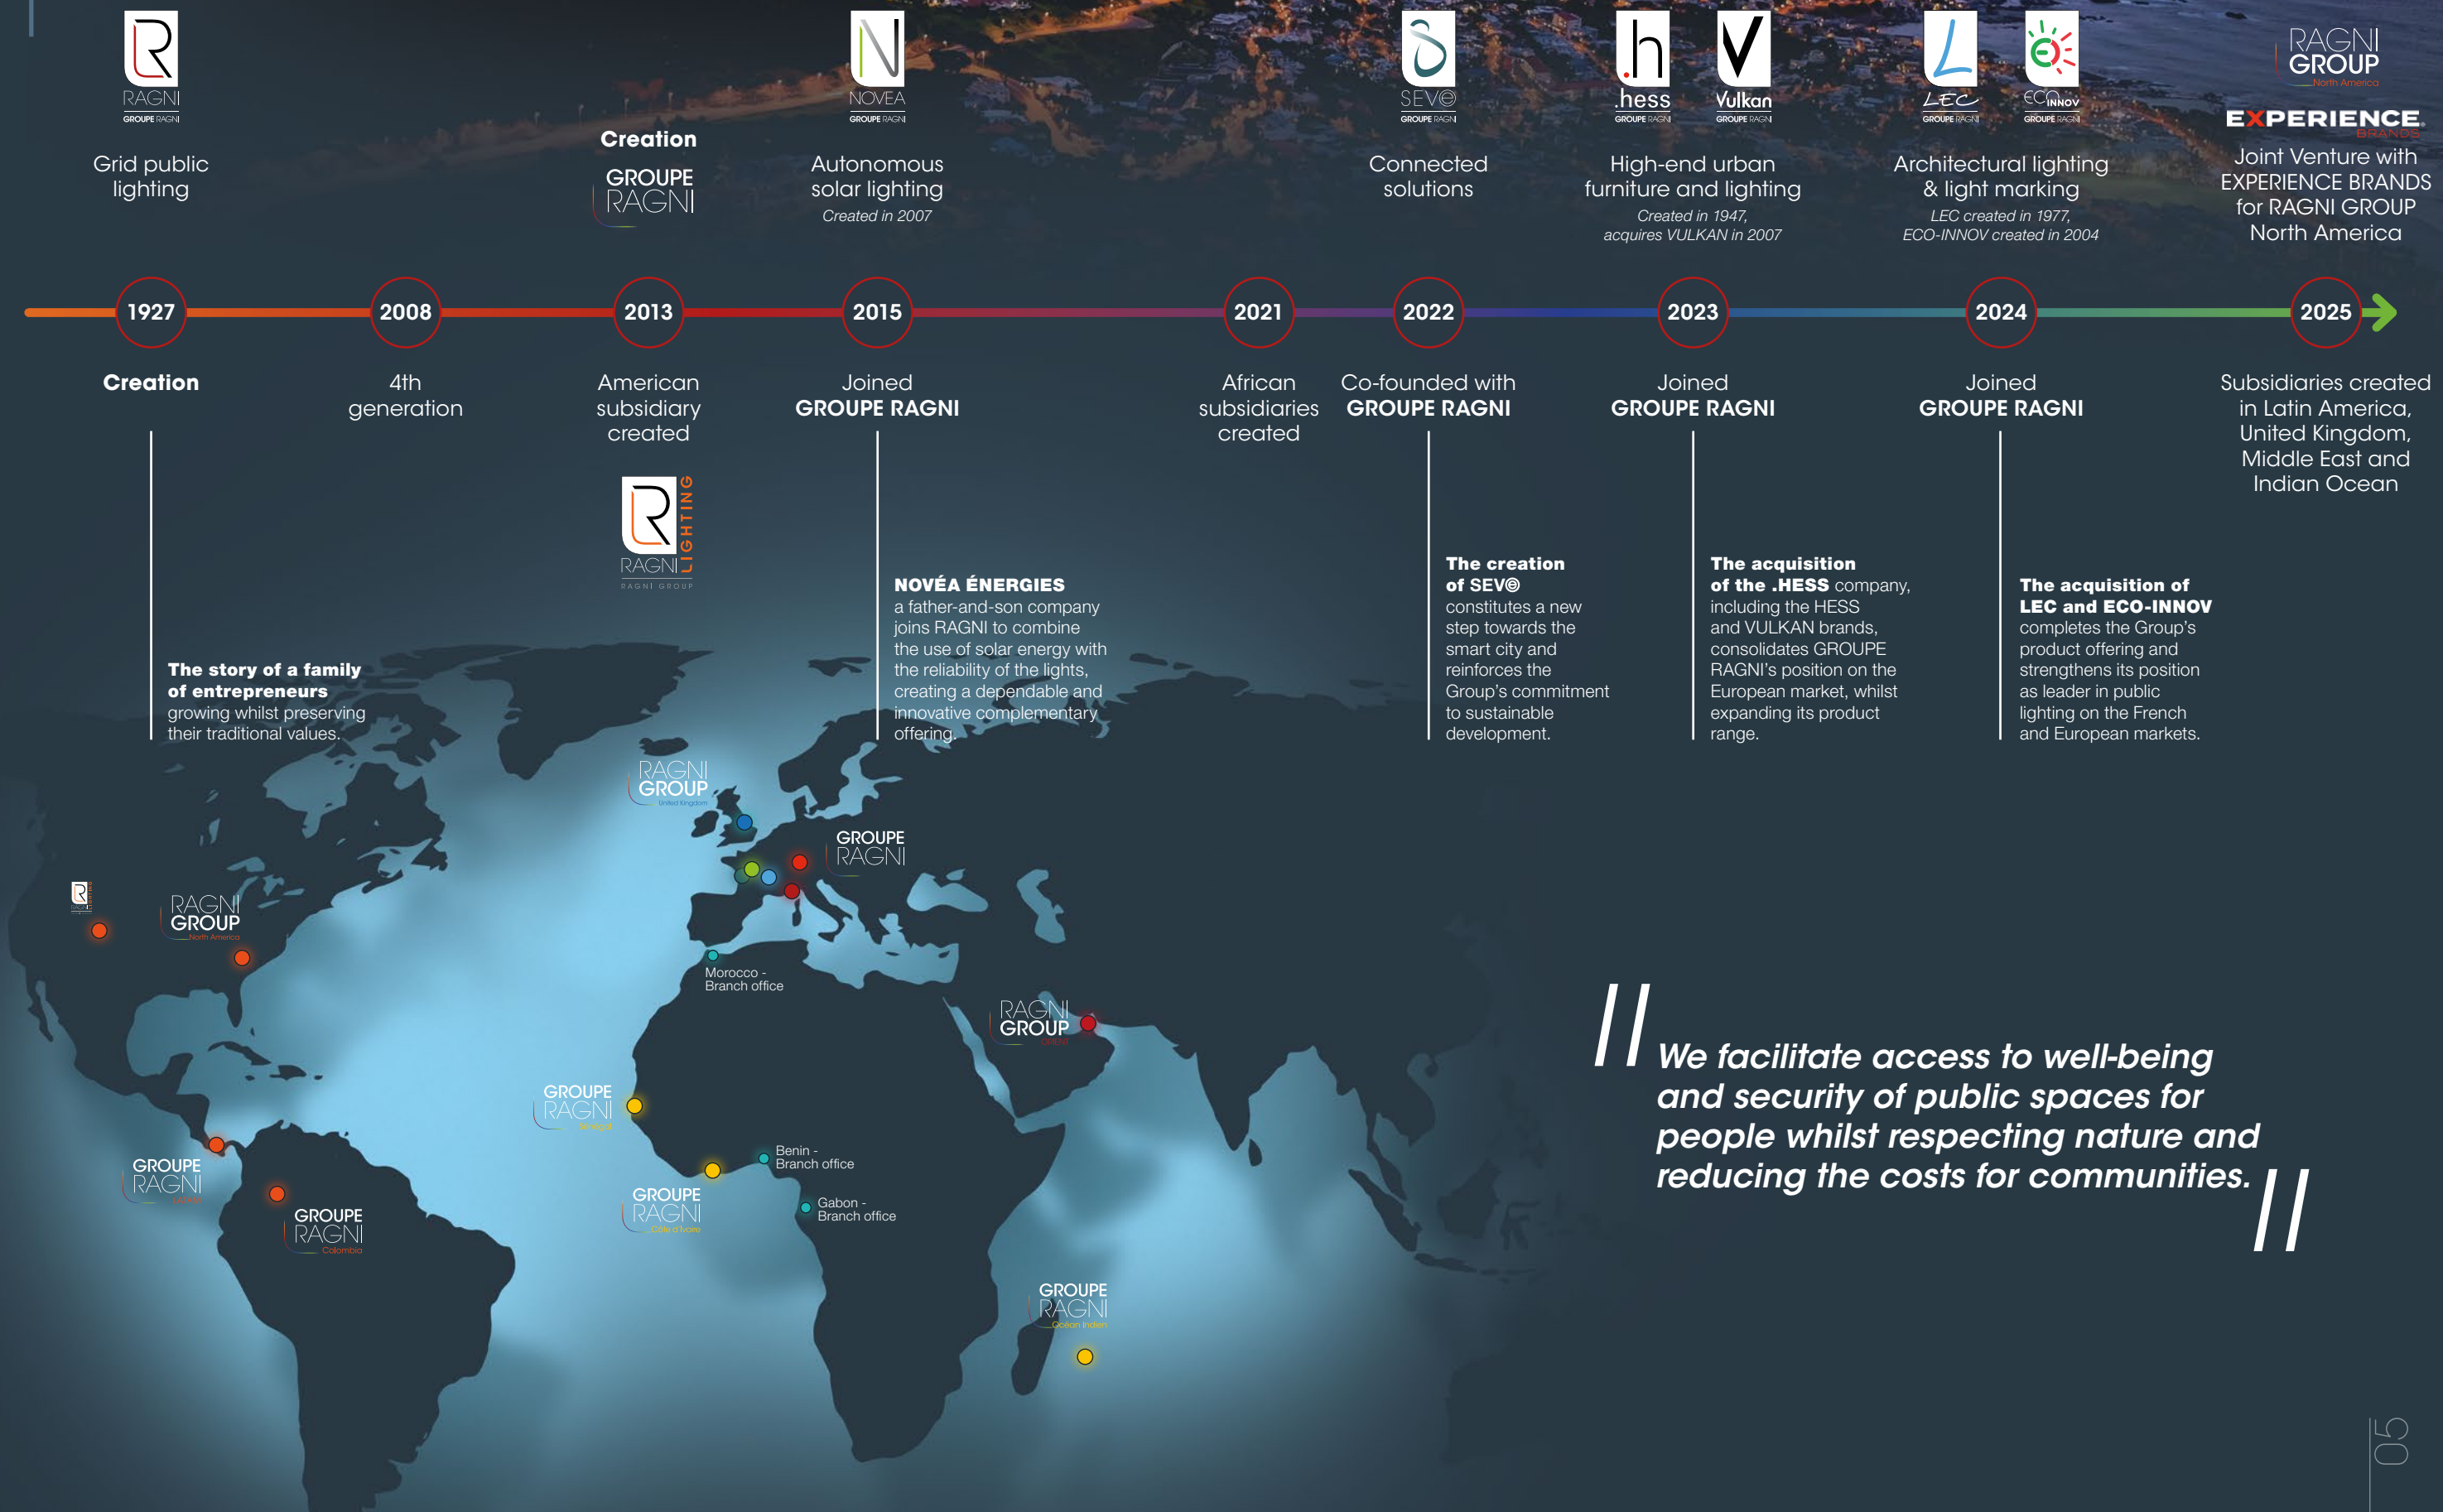 RAGNI
GROUPE RAGNI
Grid public
lighting
Creation
GROUPE
RAGNI
NOVEA
GROUPE RAGNI
Autonomous
solar lighting
Created in 2007
SEVe
GROUPE RAGNI
Connected
solutions
.h
.hess
GROUPE RAGNI
V
Vulkan
GROUPE RAGNI
High-end urban
furniture and lighting
Created in 1947,
acquires VULKAN in 2007
LEC
GROUPE RAGNI
ECO
INNOV
GROUPE RAGNI
Architectural lighting
& light marking
LEC created in 1977,
ECO-INNOV created in 2004
RAGNI
GROUP
North America
EXPERIENCE
BRANDS
Joint Venture with
EXPERIENCE BRANDS
for RAGNI GROUP
North America
1927
2008
2013
2015
2021
2022
2023
2024
2025
Creation
4th
generation
American
subsidiary
created
Joined
GROUPE RAGNI
African
subsidiaries
created
Co-founded with
GROUPE RAGNI
Joined
GROUPE RAGNI
Joined
GROUPE RAGNI
Subsidiaries created
in Latin America,
United Kingdom,
Middle East and
Indian Ocean
RAGNI
LIGHTING
RAGNI GROUP
The story of a family
of entrepreneurs
growing whilst preserving
their traditional values.
NOVÉA ÉNERGIES
a father-and-son company
joins RAGNI to combine
the use of solar energy with
the reliability of the lights,
creating a dependable and
innovative complementary
offering.
The creation
of SEVe
constitutes a new
step towards the
smart city and
reinforces the
Group's commitment
to sustainable
development.
The acquisition
of the .HESS company,
including the HESS
and VULKAN brands,
consolidates GROUPE
RAGNI's position on the
European market, whilst
expanding its product
range.
The acquisition of
LEC and ECO-INNOV
completes the Group's
product offering and
strengthens its position
as leader in public
lighting on the French
and European markets.
RAGNI
GROUP
United Kingdom
GROUPE
RAGNI
RAGNI
GROUP
North America
Morocco -
Branch office
RAGNI
GROUP
ORIENT
GROUPE
RAGNI
Sénégal
Benin -
Branch office
GROUPE
RAGNI
GROUPE
RAGNI
Côte d'Ivoire
Gabon -
Branch office
GROUPE
RAGNI
Colombia
GROUPE
RAGNI
Océan Indien
We facilitate access to well-being
and security of public spaces for
people whilst respecting nature and
reducing the costs for communities.
05